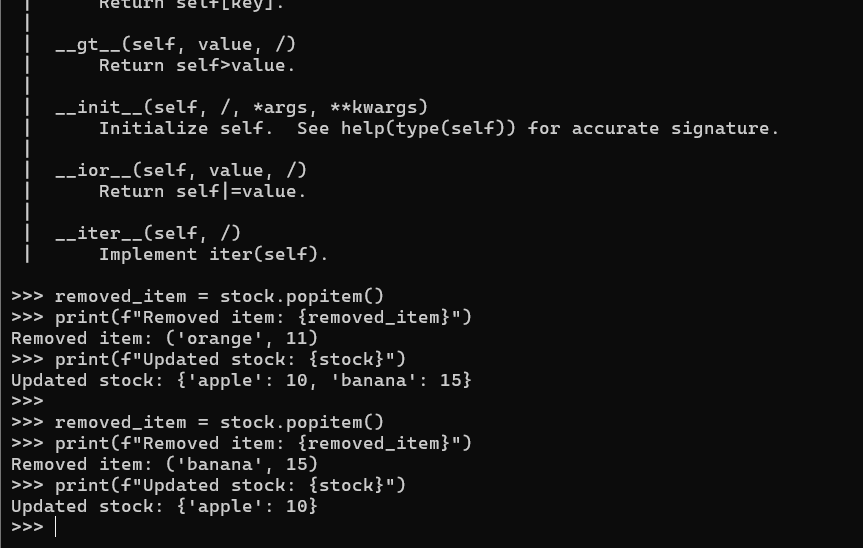 |      Return self[key].
|
|  __gt__(self, value, /)
|      Return self>value.
|
|  __init__(self, /, *args, **kwargs)
|      Initialize self.  See help(type(self)) for accurate signature.
|
|  __ior__(self, value, /)
|      Return self|=value.
|
|  __iter__(self, /)
|      Implement iter(self).

>>> removed_item = stock.popitem()
>>> print(f"Removed item: {removed_item}")
Removed item: ('orange', 11)
>>> print(f"Updated stock: {stock}")
Updated stock: {'apple': 10, 'banana': 15}
>>>
>>> removed_item = stock.popitem()
>>> print(f"Removed item: {removed_item}")
Removed item: ('banana', 15)
>>> print(f"Updated stock: {stock}")
Updated stock: {'apple': 10}
>>>